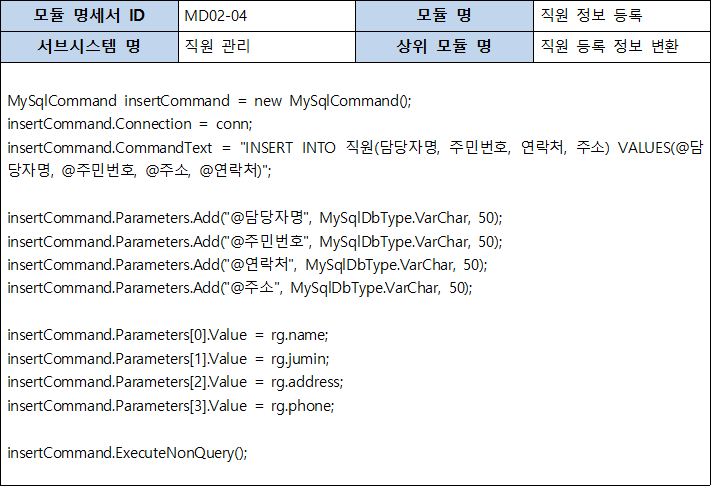 모듈 명세서 ID MD02-04 모듈 명 직원 정보 등록
서브시스템 명 직원 관리 상위 모듈 명 직원 등록 정보 변환
MySqlCommand insertCommand = new MySqlCommand();
insertCommand.Connection = conn;
insertCommand.CommandText = "INSERT INTO 직원(담당자명, 주민번호, 연락처, 주소) VALUES(@담
당자명, @주민번호, @주소, @연락처)";
insertCommand.Parameters.Add("@담당자명", MySqlDbType.VarChar, 50);
insertCommand.Parameters.Add("@주민번호", MySqlDbType.VarChar, 50);
insertCommand.Parameters.Add("@연락처", MySqlDbType.VarChar, 50);
insertCommand.Parameters.Add("@주소", MySqlDbType.VarChar, 50);
insertCommand.Parameters[0].Value = rg.name;
insertCommand.Parameters[1].Value = rg.jumin;
insertCommand.Parameters[2].Value = rg.address;
insertCommand.Parameters[3].Value = rg.phone;
insertCommand.ExecuteNonQuery();